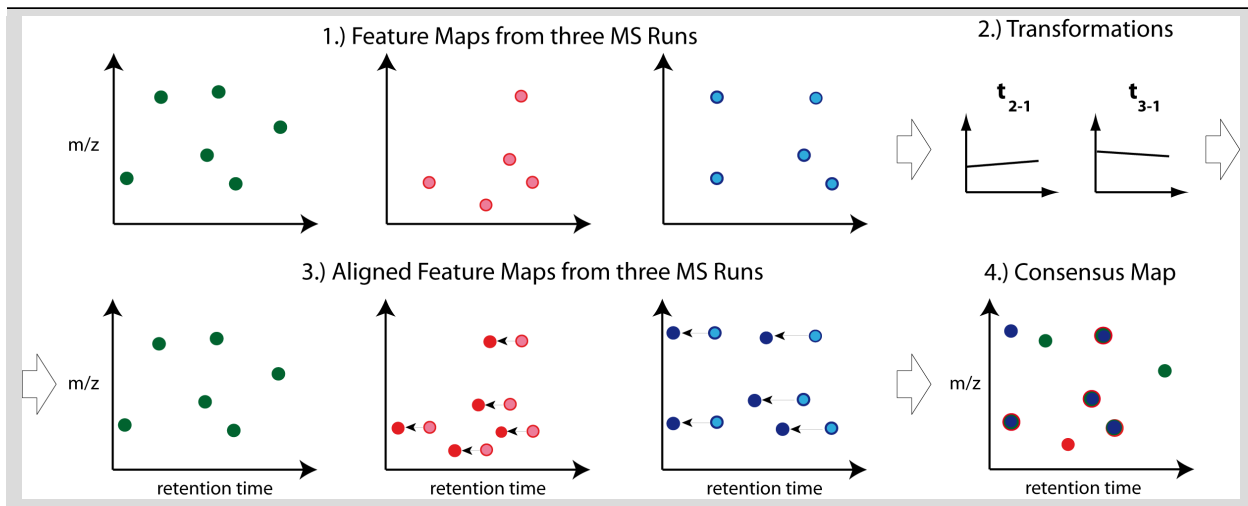 1.) Feature Maps from three MS Runs
2.) Transformations
m/z
t2-1
t3-1
3.) Aligned Feature Maps from three MS Runs
4.) Consensus Map
m/z
m/z
retention time
retention time
retention time
retention time